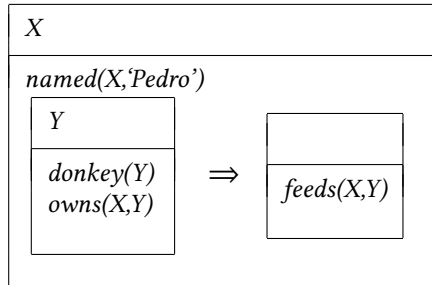 X
named(X,‘Pedro’)
Y
donkey(Y)
owns(X,Y)
⇒
feeds(X,Y)